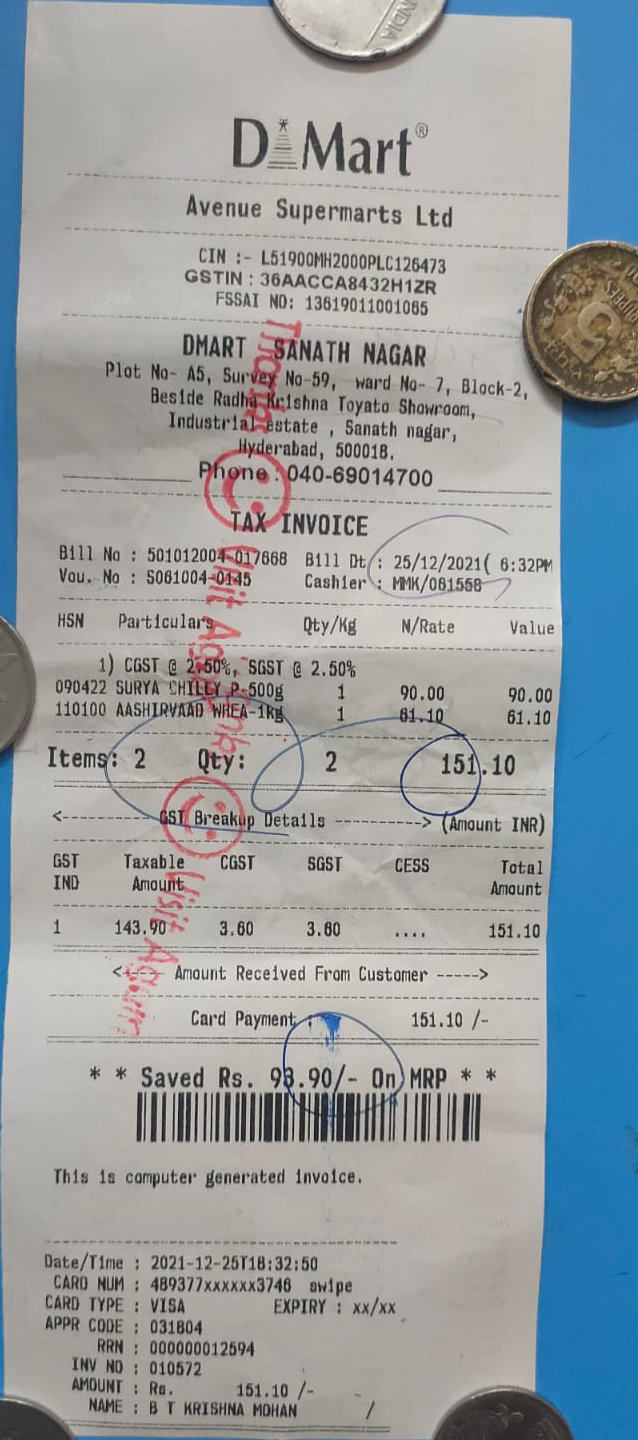 INDIA
D Mart®
Avenue Supermarts Ltd
CIN :- L51900MH2000PLC126473
GSTIN : 36AACCA8432H1ZR
FSSAI NO: 13619011001065
DMART SANATH NAGAR
Plot No- A5, Survey No-59, ward No- 7, Block-2,
Beside Radha Krishna Toyato Showroom,
Industrial estate , Sanath nagar,
Hyderabad, 500018.
Phone : 040-69014700
TAX INVOICE
Bill No : 501012004-017668 Bill Dt : 25/12/2021( 6:32PM
Vou. No : S061004-0145 Cashier : MMK/061558
HSN Particulars Qty/Kg N/Rate Value
1) CGST @ 2.50%, SGST @ 2.50%
090422 SURYA CHILLY P-500g 1 90.00 90.00
110100 AASHIRVAAD WHEA-1kg 1 61.10 61.10
Items: 2 Qty: 2 151.10
<---------- GST Breakup Details ----------> (Amount INR)
GST Taxable CGST SGST CESS Total
IND Amount Amount
1 143.90 3.60 3.60 .... 151.10
<----- Amount Received From Customer ----->
Card Payment : 151.10 /-
* * Saved Rs. 93.90/- On MRP * *
This is computer generated invoice.
Date/Time : 2021-12-25T18:32:50
CARD NUM : 489377xxxxxx3746 swipe
CARD TYPE : VISA EXPIRY : xx/xx
APPR CODE : 031804
RRN : 000000012594
INV NO : 010572
AMOUNT : Rs. 151.10 /-
NAME : B T KRISHNA MOHAN /
Visit Again
Visit Again
5